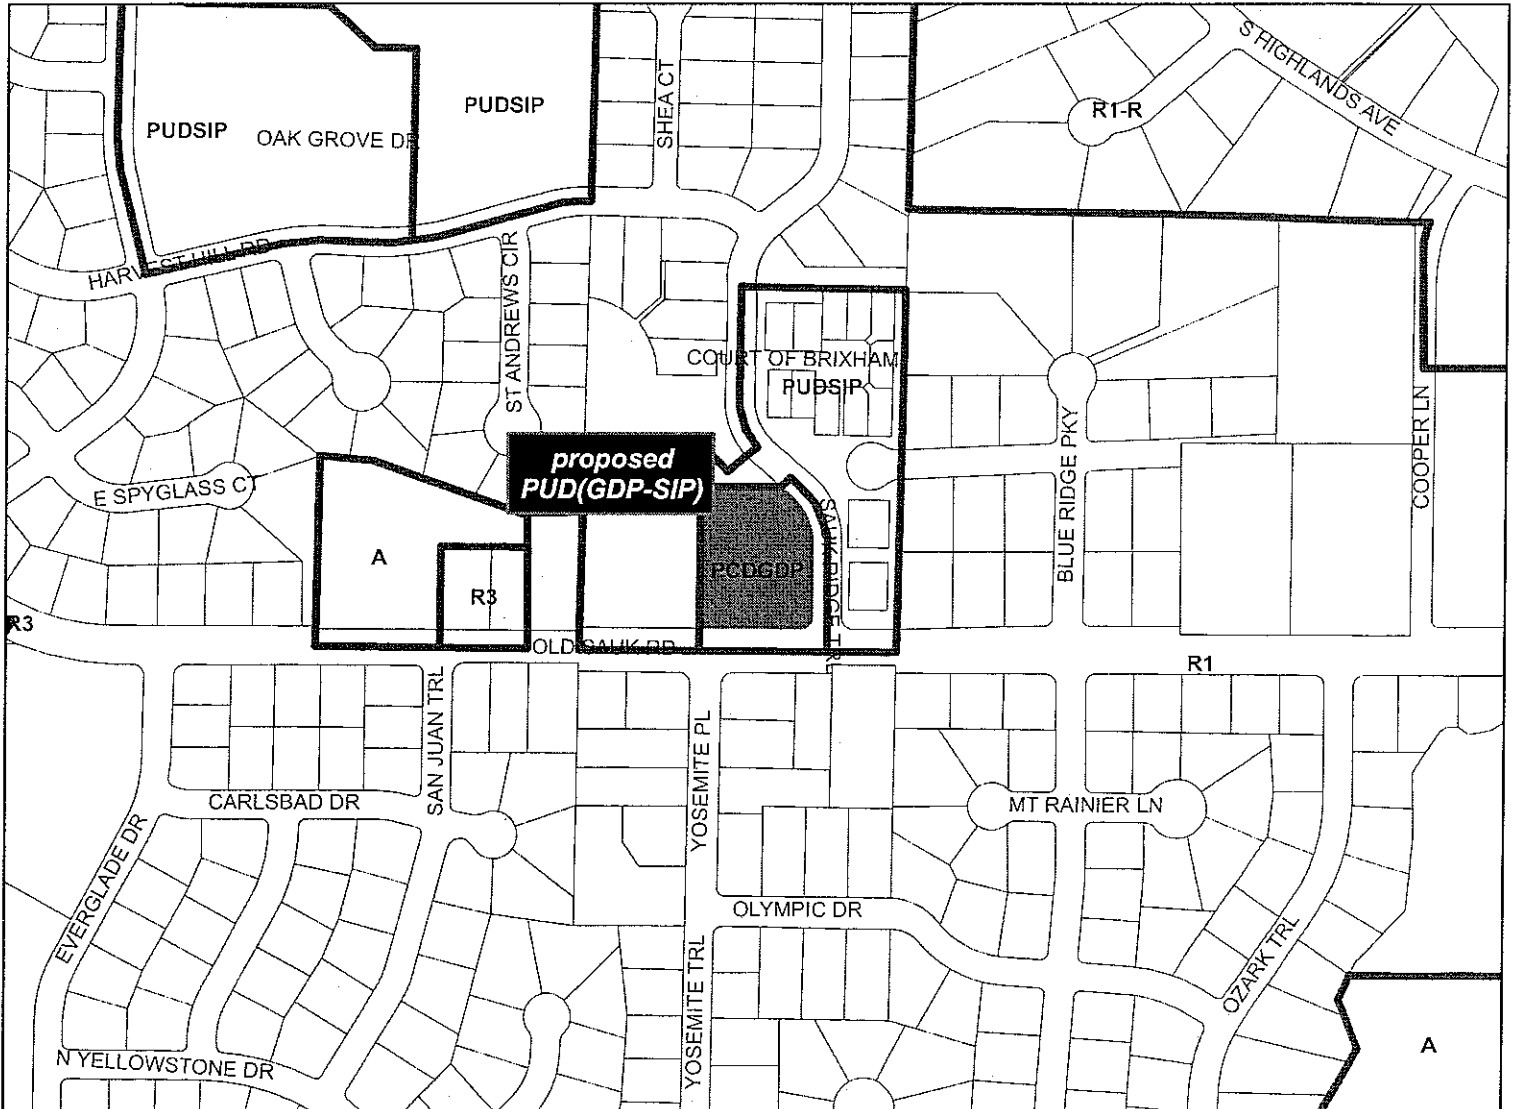 S HIGHLANDS AVE
SHEA CT
PUDSIP
R1-R
PUDSIP
OAK GROVE DR
HARVEST HILL RD
ST ANDREWS CIR
COURT OF BRIXHAM
PUDSIP
COOPER LN
BLUE RIDGE PKY
proposed
PUD(GDP-SIP)
E SPYGLASS CT
SAUK RIDGE TRL
A
PCDGDP
R3
R3
OLD SAUK RD
R1
SAN JUAN TRL
YOSEMITE PL
CARLSBAD DR
MT RAINIER LN
EVERGLADE DR
OLYMPIC DR
OZARK TRL
YOSEMITE TRL
A
N YELLOWSTONE DR